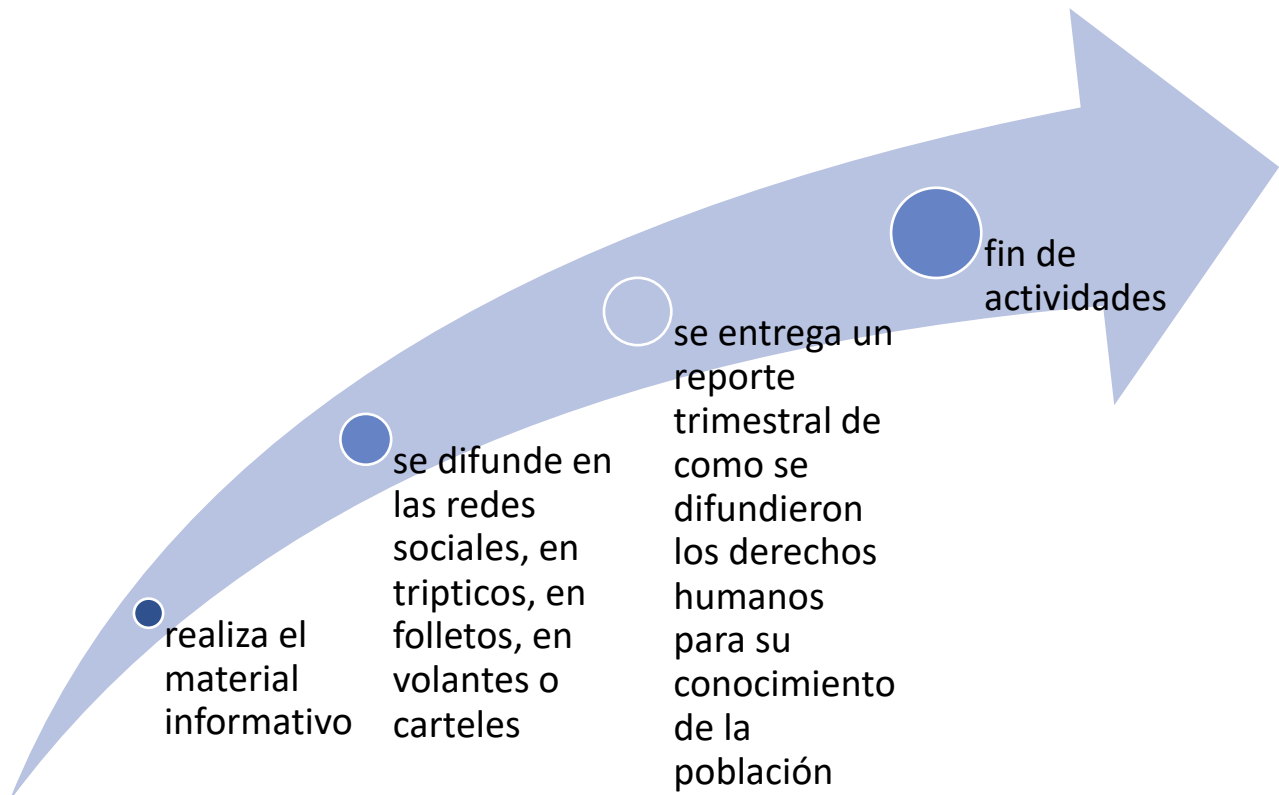 realiza el
material
informativo
se difunde en
las redes
sociales, en
tripticos, en
folletos, en
volantes o
carteles
se entrega un
reporte
trimestral de
como se
difundieron
los derechos
humanos
para su
conocimiento
de la
población
fin de
actividades